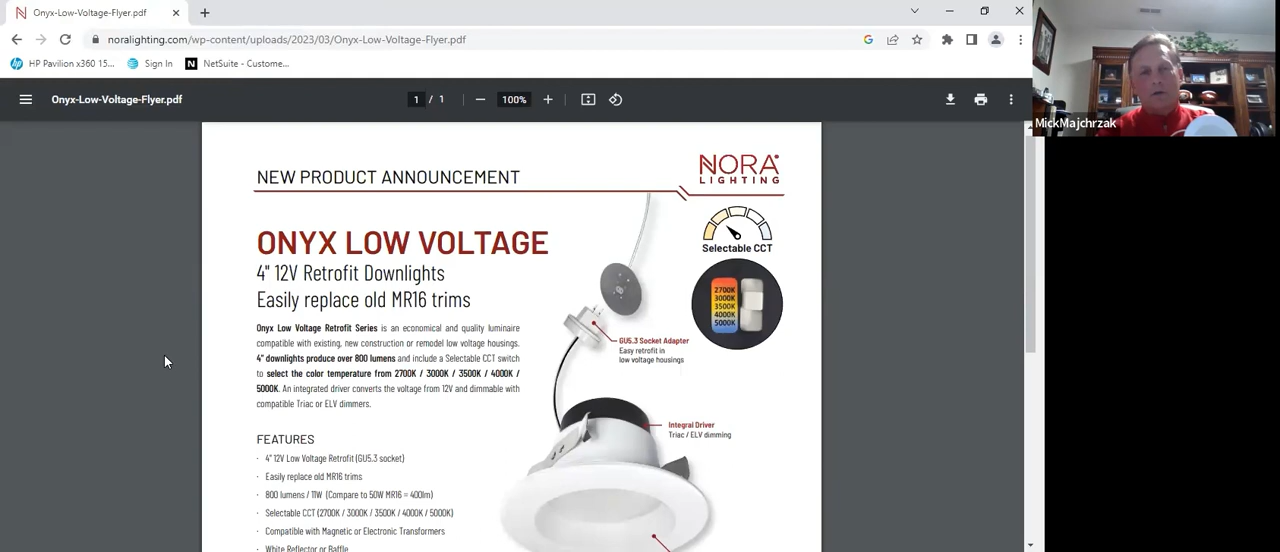 Onyx-Low-Voltage-Flyer.pdf
noralighting.com/wp-content/uploads/2023/03/Onyx-Low-Voltage-Flyer.pdf
HP Pavilion x360 15...
Sign In
NetSuite - Custome...
Onyx-Low-Voltage-Flyer.pdf
1 / 1
100%
MickMajchrzak
NEW PRODUCT ANNOUNCEMENT
NORA
LIGHTING
ONYX LOW VOLTAGE
4" 12V Retrofit Downlights
Easily replace old MR16 trims
Selectable CCT
2700K
3000K
3500K
4000K
5000K
Onyx Low Voltage Retrofit Series is an economical and quality luminaire
compatible with existing, new construction or remodel low voltage housings.
4" downlights produce over 800 lumens and include a Selectable CCT switch
to select the color temperature from 2700K / 3000K / 3500K / 4000K /
5000K. An integrated driver converts the voltage from 12V and dimmable with
compatible Triac or ELV dimmers.
GU5.3 Socket Adapter
Easy retrofit in
low voltage housings
Integral Driver
Triac / ELV dimming
FEATURES
· 4" 12V Low Voltage Retrofit (GU5.3 socket)
· Easily replace old MR16 trims
· 800 lumens / 11W (Compare to 50W MR16 = 400lm)
· Selectable CCT (2700K / 3000K / 3500K / 4000K / 5000K)
· Compatible with Magnetic or Electronic Transformers
· White Reflector or Baffle